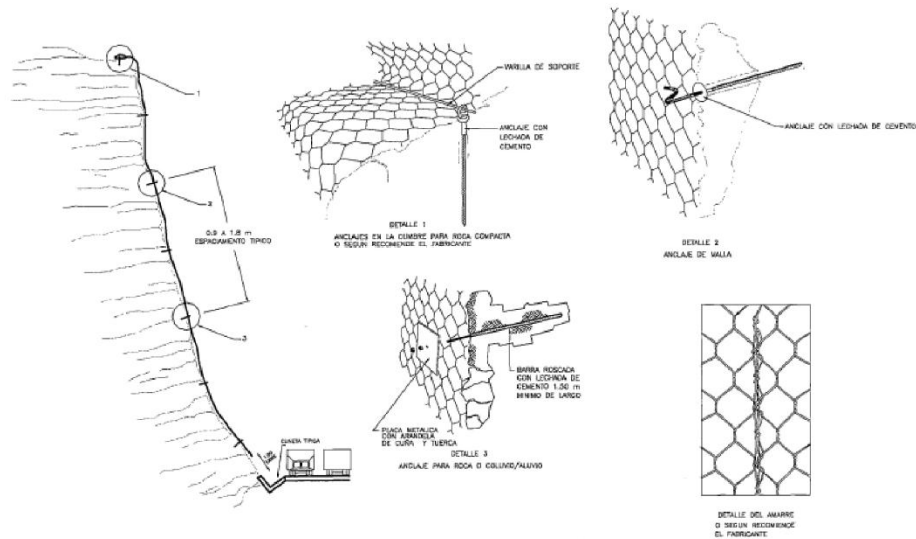 1
2
0.9 A 1.8 m
ESPACIAMIENTO TIPICO
3
CUNETA TIPICA
VARILLA DE SOPORTE
ANCLAJE CON
LECHADA DE
CEMENTO
DETALLE 1
ANCLAJES EN LA CUMBRE PARA ROCA COMPACTA
O SEGUN RECOMIENDE EL FABRICANTE
ANCLAJE CON LECHADA DE CEMENTO
DETALLE 2
ANCLAJE DE MALLA
BARRA ROSCADA
CON LECHADA DE
CEMENTO 1.50 m
MINIMO DE LARGO
PLACA METALICA
CON ARANDELA
DE CUÑA Y TUERCA
DETALLE 3
ANCLAJE PARA ROCA O COLUVIO/ALUVIO
DETALLE DEL AMARRE
O SEGUN RECOMIENDE
EL FABRICANTE